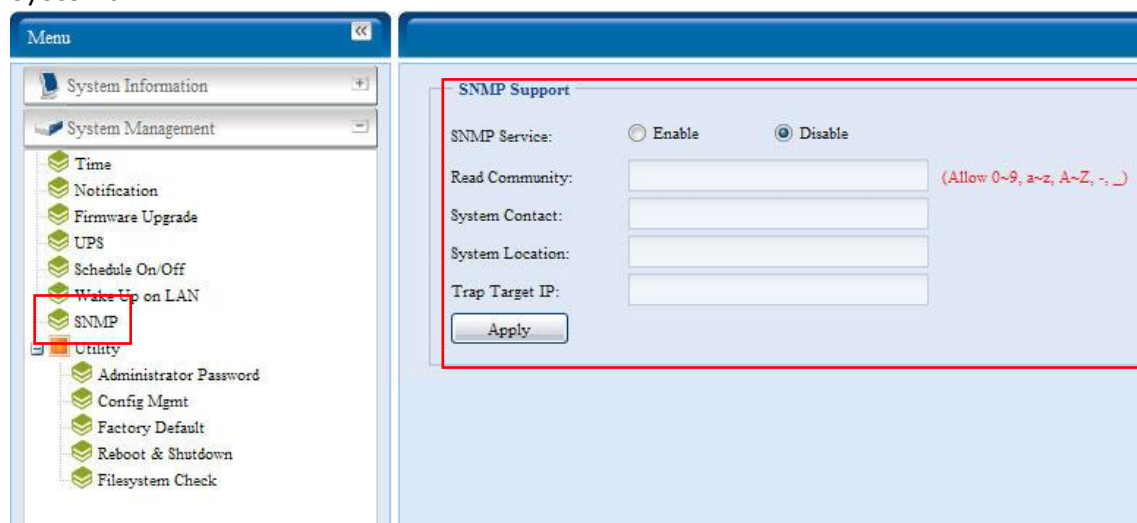 Menu
System Information
System Management
Time
Notification
Firmware Upgrade
UPS
Schedule On/Off
Wake Up on LAN
SNMP
Utility
Administrator Password
Config Mgmt
Factory Default
Reboot & Shutdown
Filesystem Check
SNMP Support
SNMP Service: Enable Disable
Read Community: (Allow 0~9, a~z, A~Z, -, _)
System Contact:
System Location:
Trap Target IP:
Apply